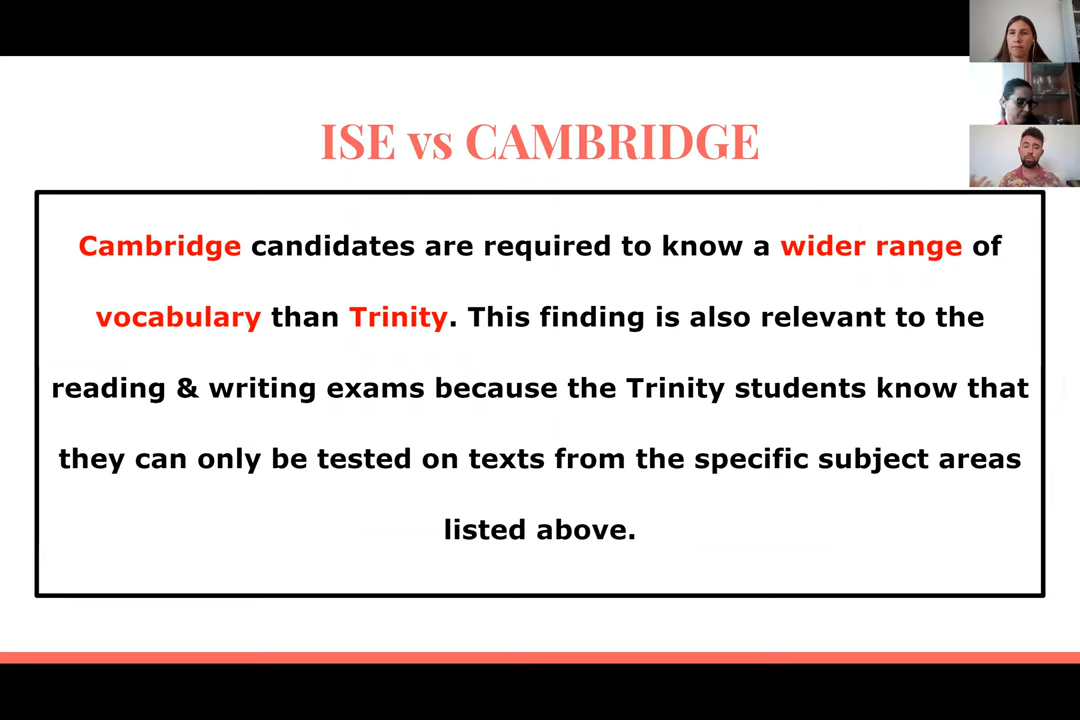 ISE vs CAMBRIDGE
Cambridge candidates are required to know a wider range of
vocabulary than Trinity. This finding is also relevant to the
reading & writing exams because the Trinity students know that
they can only be tested on texts from the specific subject areas
listed above.